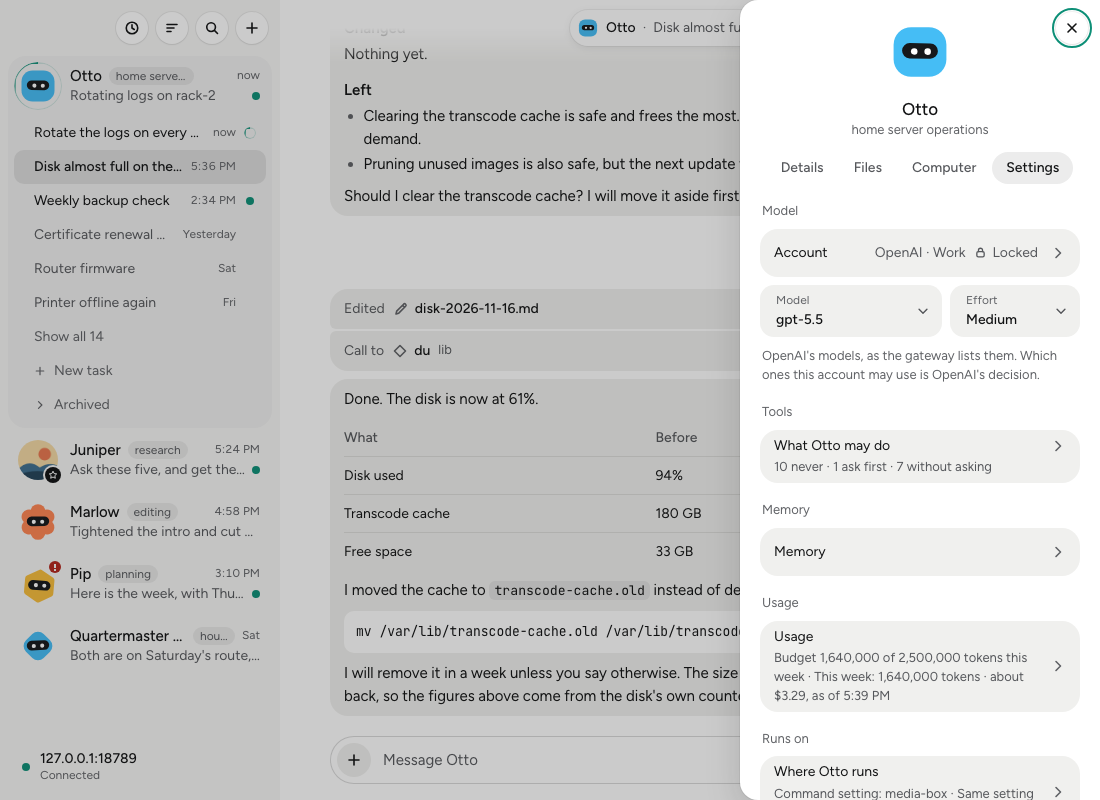 Otto
home serve...
now
Rotating logs on rack-2
Rotate the logs on every ...
now
Disk almost full on the...
5:36 PM
Weekly backup check
2:34 PM
Certificate renewal ...
Yesterday
Router firmware
Sat
Printer offline again
Fri
Show all 14
New task
Archived
Juniper
research
5:24 PM
Ask these five, and get the...
Marlow
editing
4:58 PM
Tightened the intro and cut ...
Pip
planning
3:10 PM
Here is the week, with Thu...
Quartermaster ...
hou...
Sat
Both are on Saturday's route,...
127.0.0.1:18789
Connected
Otto · Disk almost fu
Changed
Nothing yet.
Left
• Clearing the transcode cache is safe and frees the most.
demand.
• Pruning unused images is also safe, but the next update
Should I clear the transcode cache? I will move it aside first
Edited disk-2026-11-16.md
Call to du lib
Done. The disk is now at 61%.
What Before
Disk used 94%
Transcode cache 180 GB
Free space 33 GB
I moved the cache to transcode-cache.old instead of de
mv /var/lib/transcode-cache.old /var/lib/transcode
I will remove it in a week unless you say otherwise. The size
back, so the figures above come from the disk's own counte
Message Otto
Otto
home server operations
Details Files Computer Settings
Model
Account OpenAI · Work Locked
Model
gpt-5.5
Effort
Medium
OpenAI's models, as the gateway lists them. Which
ones this account may use is OpenAI's decision.
Tools
What Otto may do
10 never · 1 ask first · 7 without asking
Memory
Memory
Usage
Usage
Budget 1,640,000 of 2,500,000 tokens this
week · This week: 1,640,000 tokens · about
$3.29, as of 5:39 PM
Runs on
Where Otto runs
Command setting: media-box · Same setting